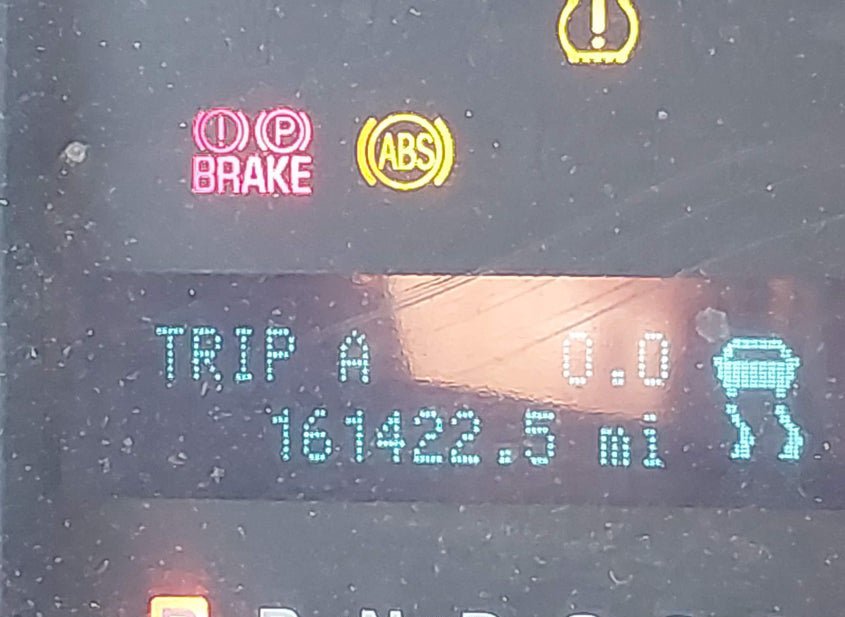 !
! P
BRAKE ABS
TRIP A 0.0
161422.5 mi